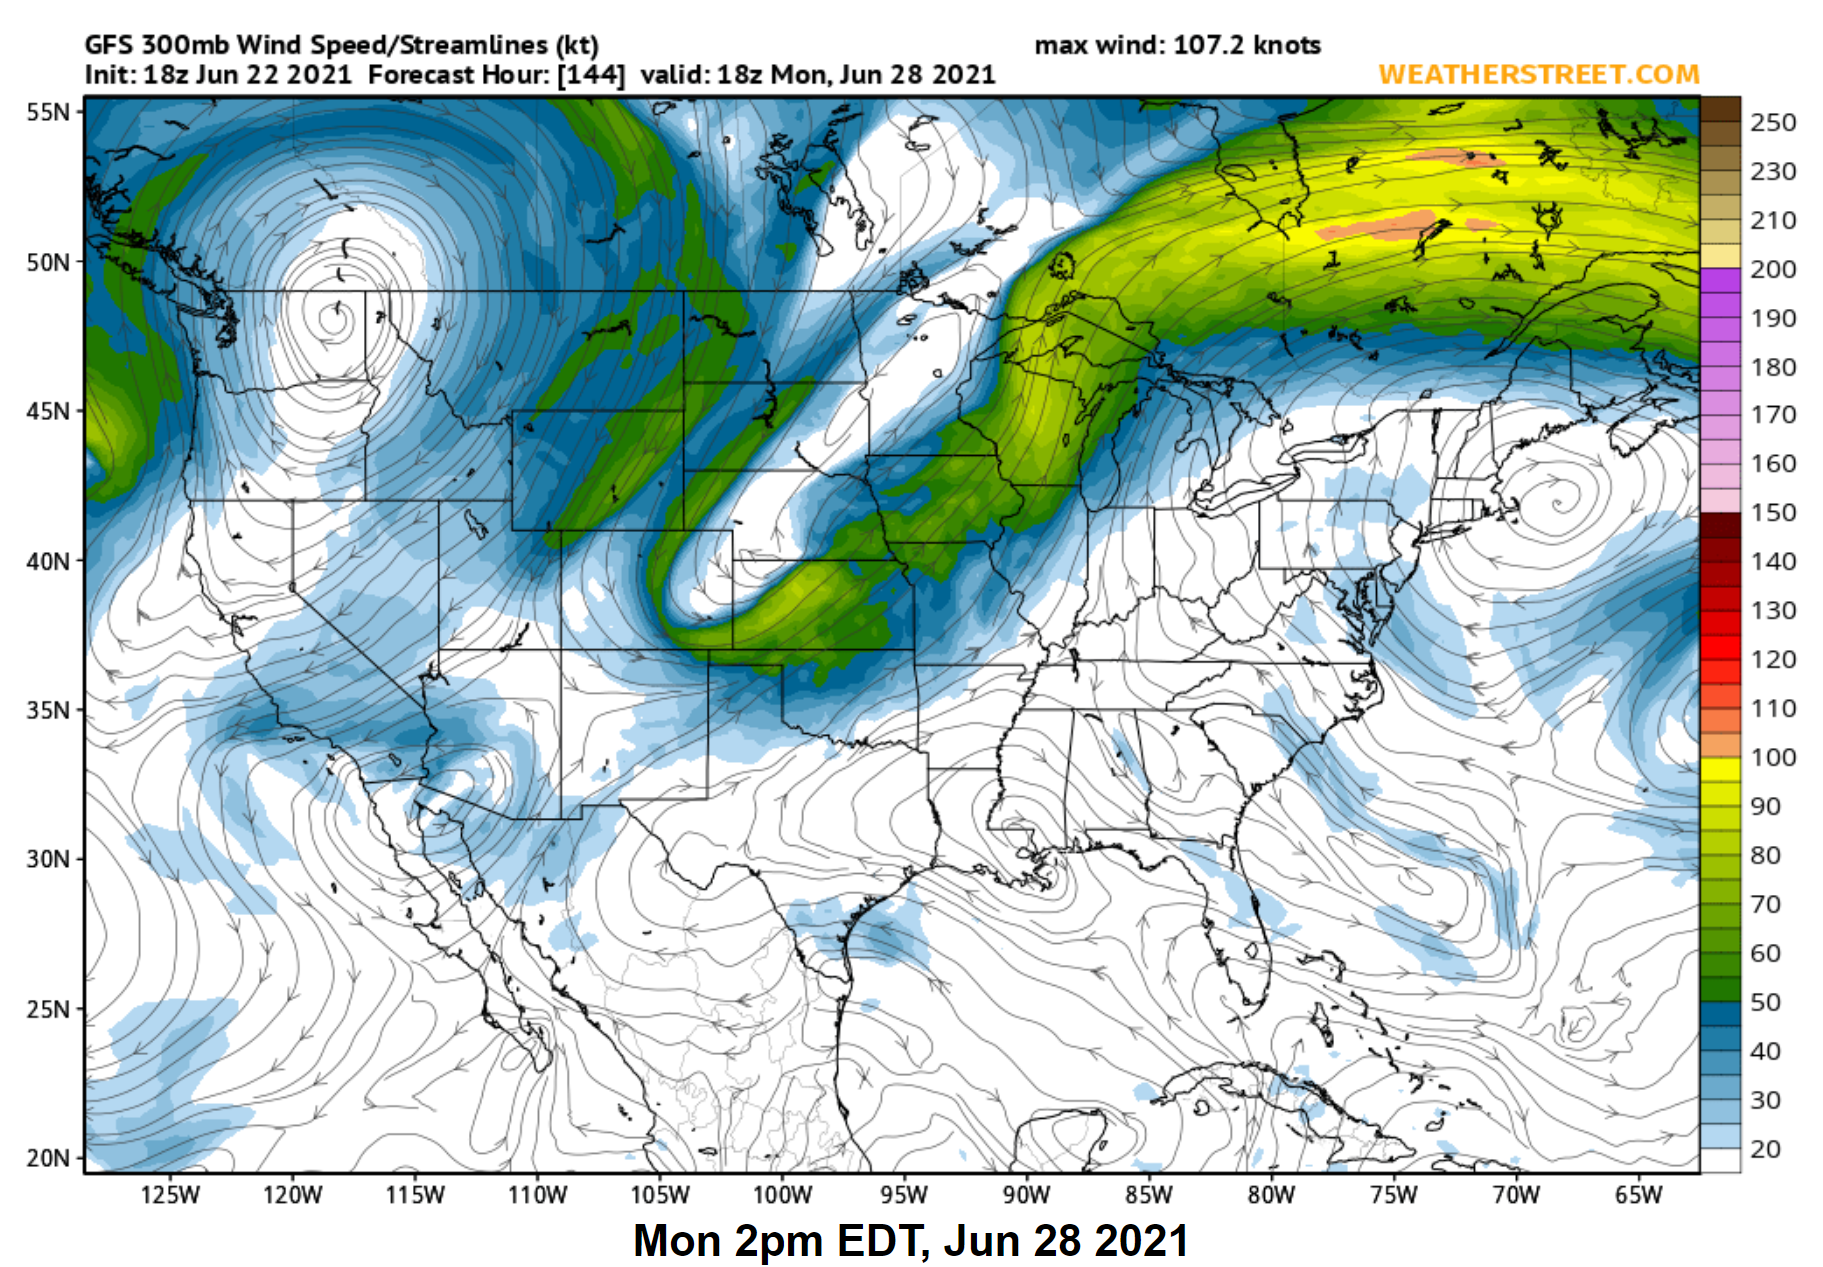 GFS 300mb Wind Speed/Streamlines (kt) max wind: 107.2 knots
Init: 18z Jun 22 2021 Forecast Hour: [144] valid: 18z Mon, Jun 28 2021 WEATHERSTREET.COM
55N
50N
45N
40N
35N
30N
25N
20N
250
230
210
200
190
180
170
160
150
140
130
120
110
100
90
80
70
60
50
40
30
20
125W 120W 115W 110W 105W 100W 95W 90W 85W 80W 75W 70W 65W
Mon 2pm EDT, Jun 28 2021